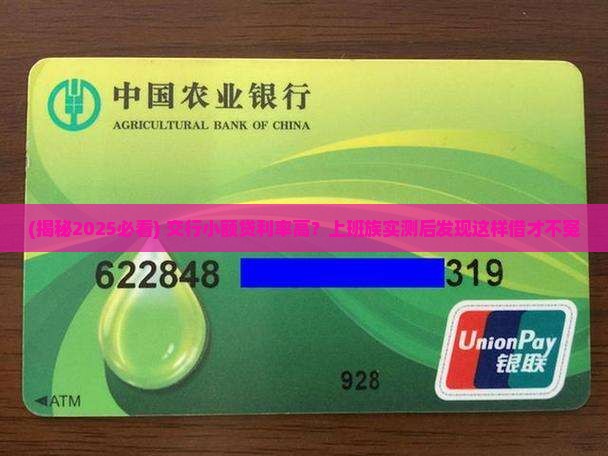 中国农业银行
AGRICULTURAL BANK OF CHINA
(揭秘2025必看) 交行小额贷利率高？上班族实测后发现这样借才不冤
622848 319
UnionPay
银联
928
◀ATM